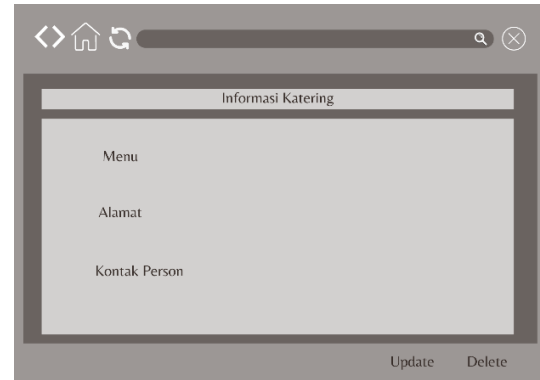 Informasi Katering
Menu
Alamat
Kontak Person
Update Delete